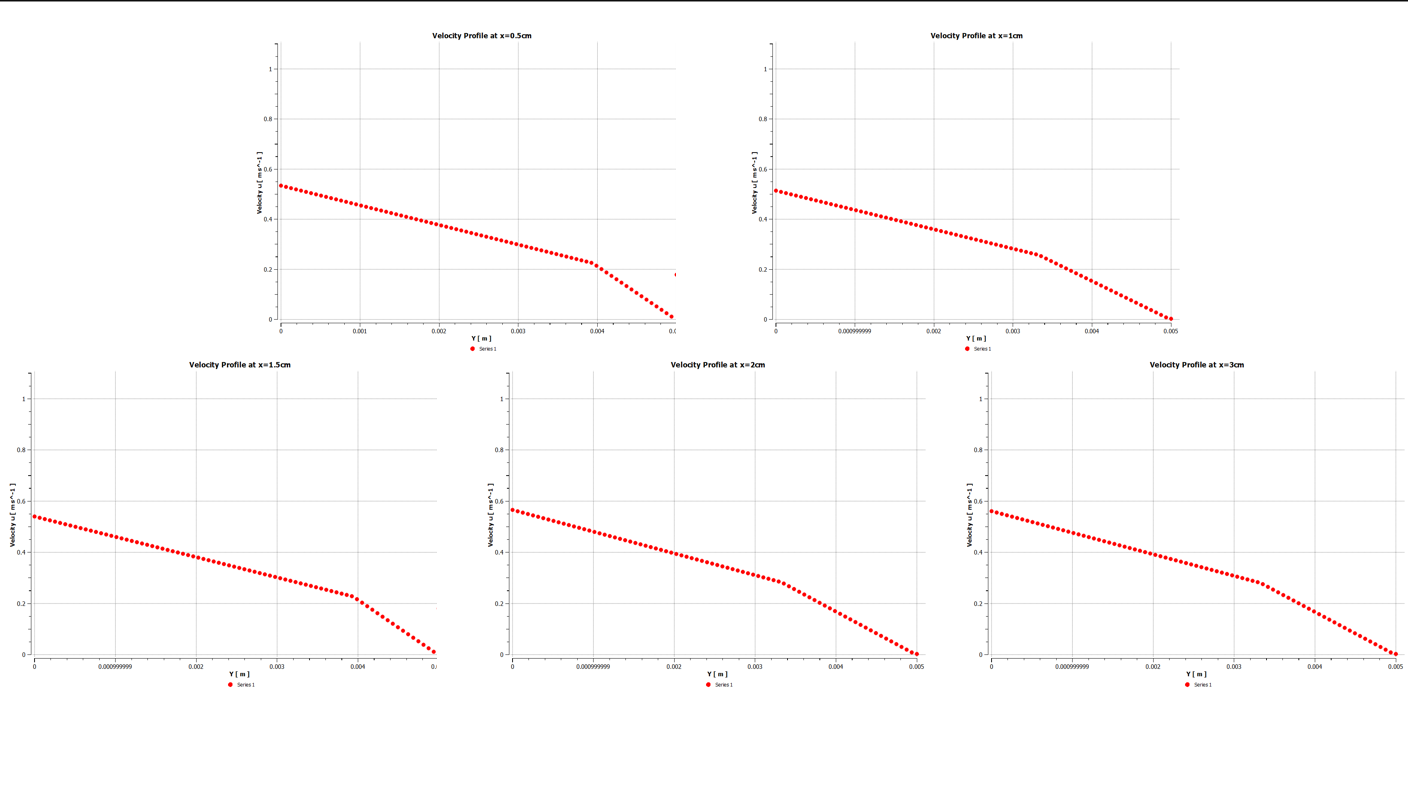 Velocity Profile at x=0.5cm
1
0.8
0.6
0.4
0.2
0
Velocity u [ m s^-1 ]
0 0.001 0.002 0.003 0.004 0.0
Y [ m ]
Series 1
Velocity Profile at x=1cm
1
0.8
0.6
0.4
0.2
0
Velocity u [ m s^-1 ]
0 0.000999999 0.002 0.003 0.004 0.005
Y [ m ]
Series 1
Velocity Profile at x=1.5cm
1
0.8
0.6
0.4
0.2
0
Velocity u [ m s^-1 ]
0 0.000999999 0.002 0.003 0.004 0.
Y [ m ]
Series 1
Velocity Profile at x=2cm
1
0.8
0.6
0.4
0.2
0
Velocity u [ m s^-1 ]
0 0.000999999 0.002 0.003 0.004 0.005
Y [ m ]
Series 1
Velocity Profile at x=3cm
1
0.8
0.6
0.4
0.2
0
Velocity u [ m s^-1 ]
0 0.000999999 0.002 0.003 0.004 0.005
Y [ m ]
Series 1